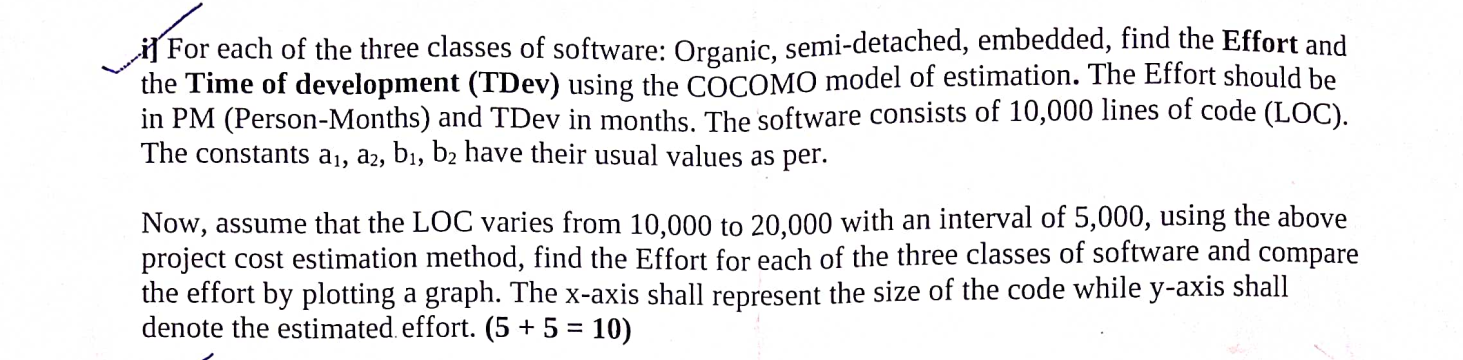 i] For each of the three classes of software: Organic, semi-detached, embedded, find the Effort and
the Time of development (TDev) using the COCOMO model of estimation. The Effort should be
in PM (Person-Months) and TDev in months. The software consists of 10,000 lines of code (LOC).
The constants a₁, a₂, b₁, b₂ have their usual values as per.
Now, assume that the LOC varies from 10,000 to 20,000 with an interval of 5,000, using the above
project cost estimation method, find the Effort for each of the three classes of software and compare
the effort by plotting a graph. The x-axis shall represent the size of the code while y-axis shall
denote the estimated effort. (5 + 5 = 10)